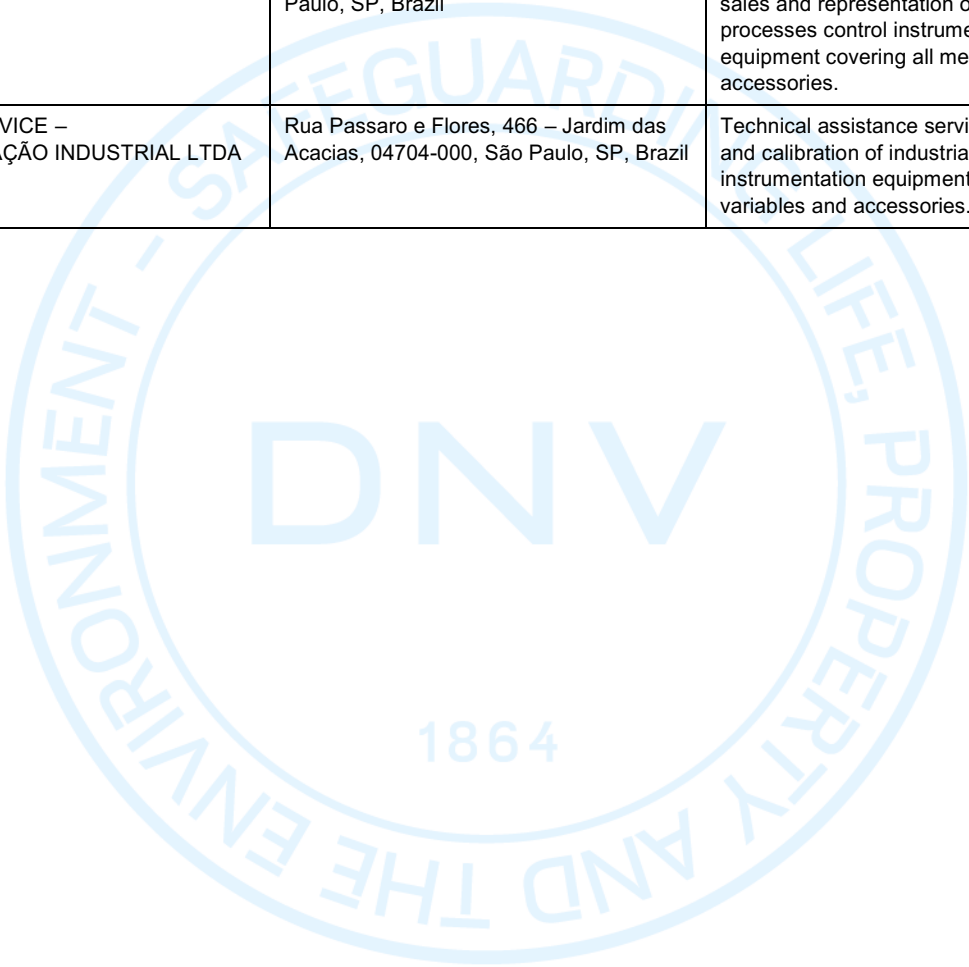 Paulo, SP, Brazil
sales and representation o
processes control instrume
equipment covering all me
accessories.
VICE –
AÇÃO INDUSTRIAL LTDA
Rua Passaro e Flores, 466 – Jardim das
Acacias, 04704-000, São Paulo, SP, Brazil
Technical assistance servi
and calibration of industria
instrumentation equipment
variables and accessories.
SAFEGUARDING LIFE, PROPERTY AND THE ENVIRONMENT –
DNV
1864